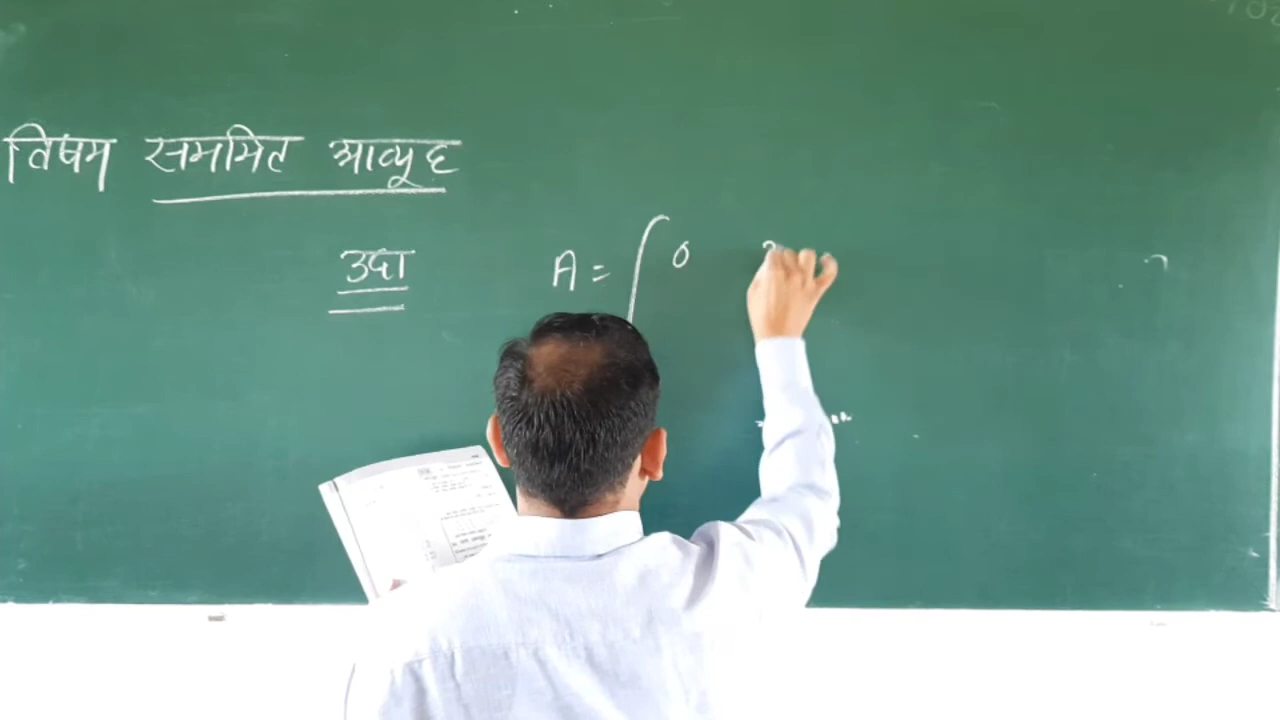 विषम सममित आव्यूह
उदा
A = [ 0